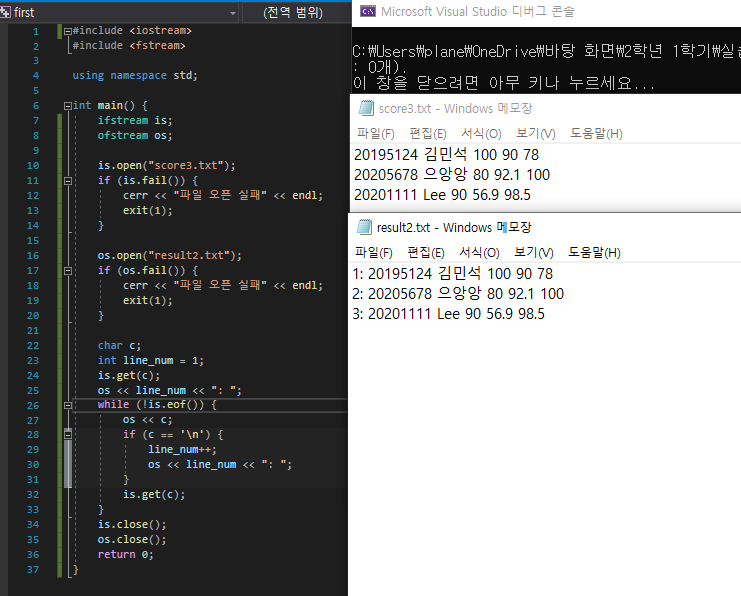 first
(전역 범위)
1 #include <iostream>
2 #include <fstream>
3
4 using namespace std;
5
6 int main() {
7 ifstream is;
8 ofstream os;
9
10 is.open("score3.txt");
11 if (is.fail()) {
12 cerr << "파일 오픈 실패" << endl;
13 exit(1);
14 }
15
16 os.open("result2.txt");
17 if (os.fail()) {
18 cerr << "파일 오픈 실패" << endl;
19 exit(1);
20 }
21
22 char c;
23 int line_num = 1;
24 is.get(c);
25 os << line_num << ": ";
26 while (!is.eof()) {
27 os << c;
28 if (c == '\n') {
29 line_num++;
30 os << line_num << ": ";
31 }
32 is.get(c);
33 }
34 is.close();
35 os.close();
36 return 0;
37 }
Microsoft Visual Studio 디버그 콘솔
C:₩Users₩plane₩OneDrive₩바탕 화면₩2학년 1학기₩실습
: 0개).
이 창을 닫으려면 아무 키나 누르세요...
score3.txt - Windows 메모장
파일(F) 편집(E) 서식(O) 보기(V) 도움말(H)
20195124 김민석 100 90 78
20205678 으앙앙 80 92.1 100
20201111 Lee 90 56.9 98.5
result2.txt - Windows 메모장
파일(F) 편집(E) 서식(O) 보기(V) 도움말(H)
1: 20195124 김민석 100 90 78
2: 20205678 으앙앙 80 92.1 100
3: 20201111 Lee 90 56.9 98.5